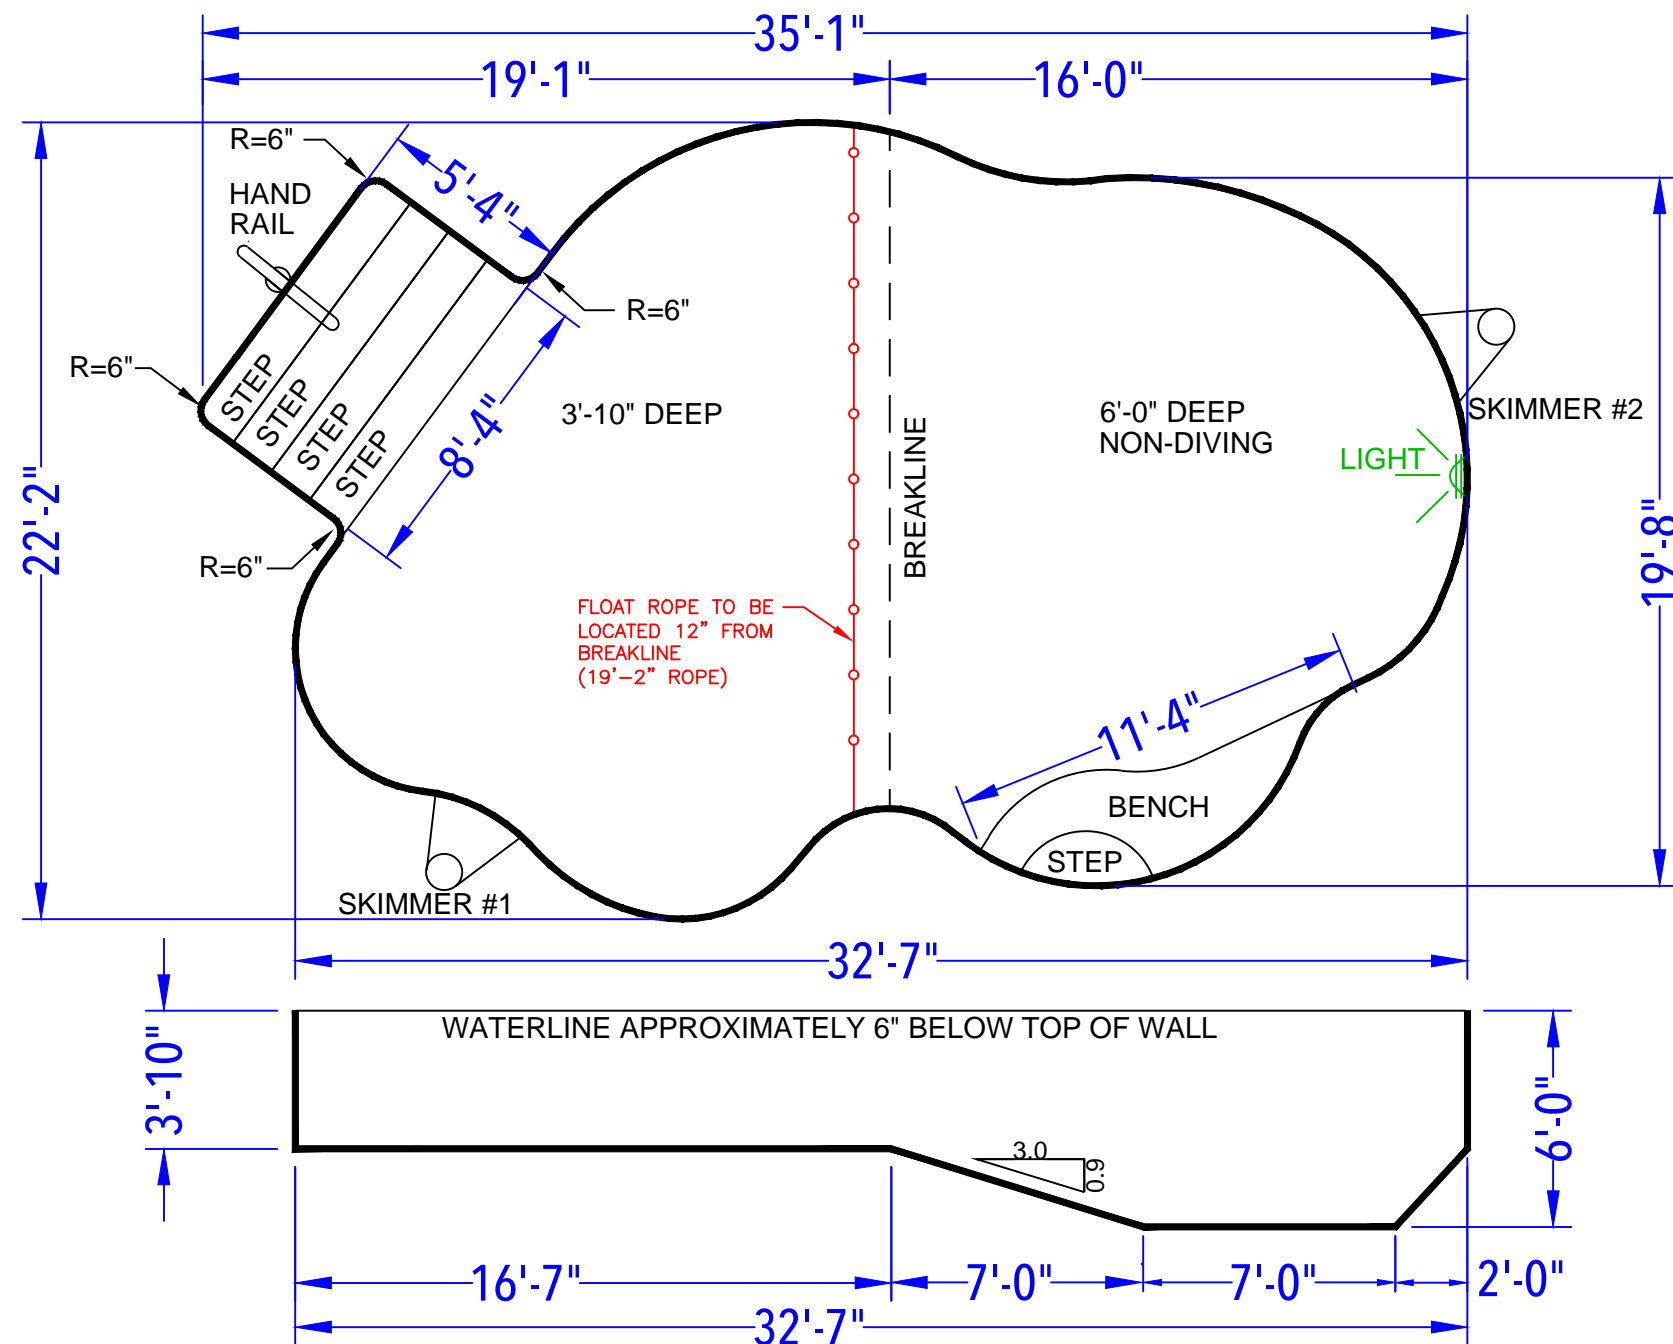 35'-1"
19'-1"
16'-0"
R=6"
5'-4"
HAND
RAIL
R=6"
R=6"
STEP
STEP
STEP
STEP
8'-4"
3'-10" DEEP
6'-0" DEEP
NON-DIVING
SKIMMER #2
LIGHT
BREAKLINE
22'-2"
19'-8"
R=6"
FLOAT ROPE TO BE
LOCATED 12" FROM
BREAKLINE
(19'-2" ROPE)
11'-4"
BENCH
STEP
SKIMMER #1
32'-7"
WATERLINE APPROXIMATELY 6" BELOW TOP OF WALL
3'-10"
3.0
0.9
6'-0"
16'-7"
7'-0"
7'-0"
2'-0"
32'-7"